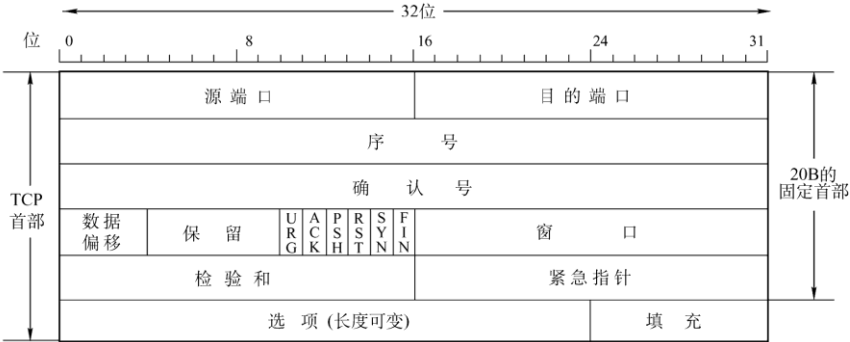 32位
位 0 8 16 24 31
源端口 目的端口
序 号
TCP
首部
确 认 号
20B的
固定首部
数据
偏移
保 留
URG
ACK
PSH
RST
SYN
FIN
窗 口
检验和 紧急指针
选 项 (长度可变) 填 充